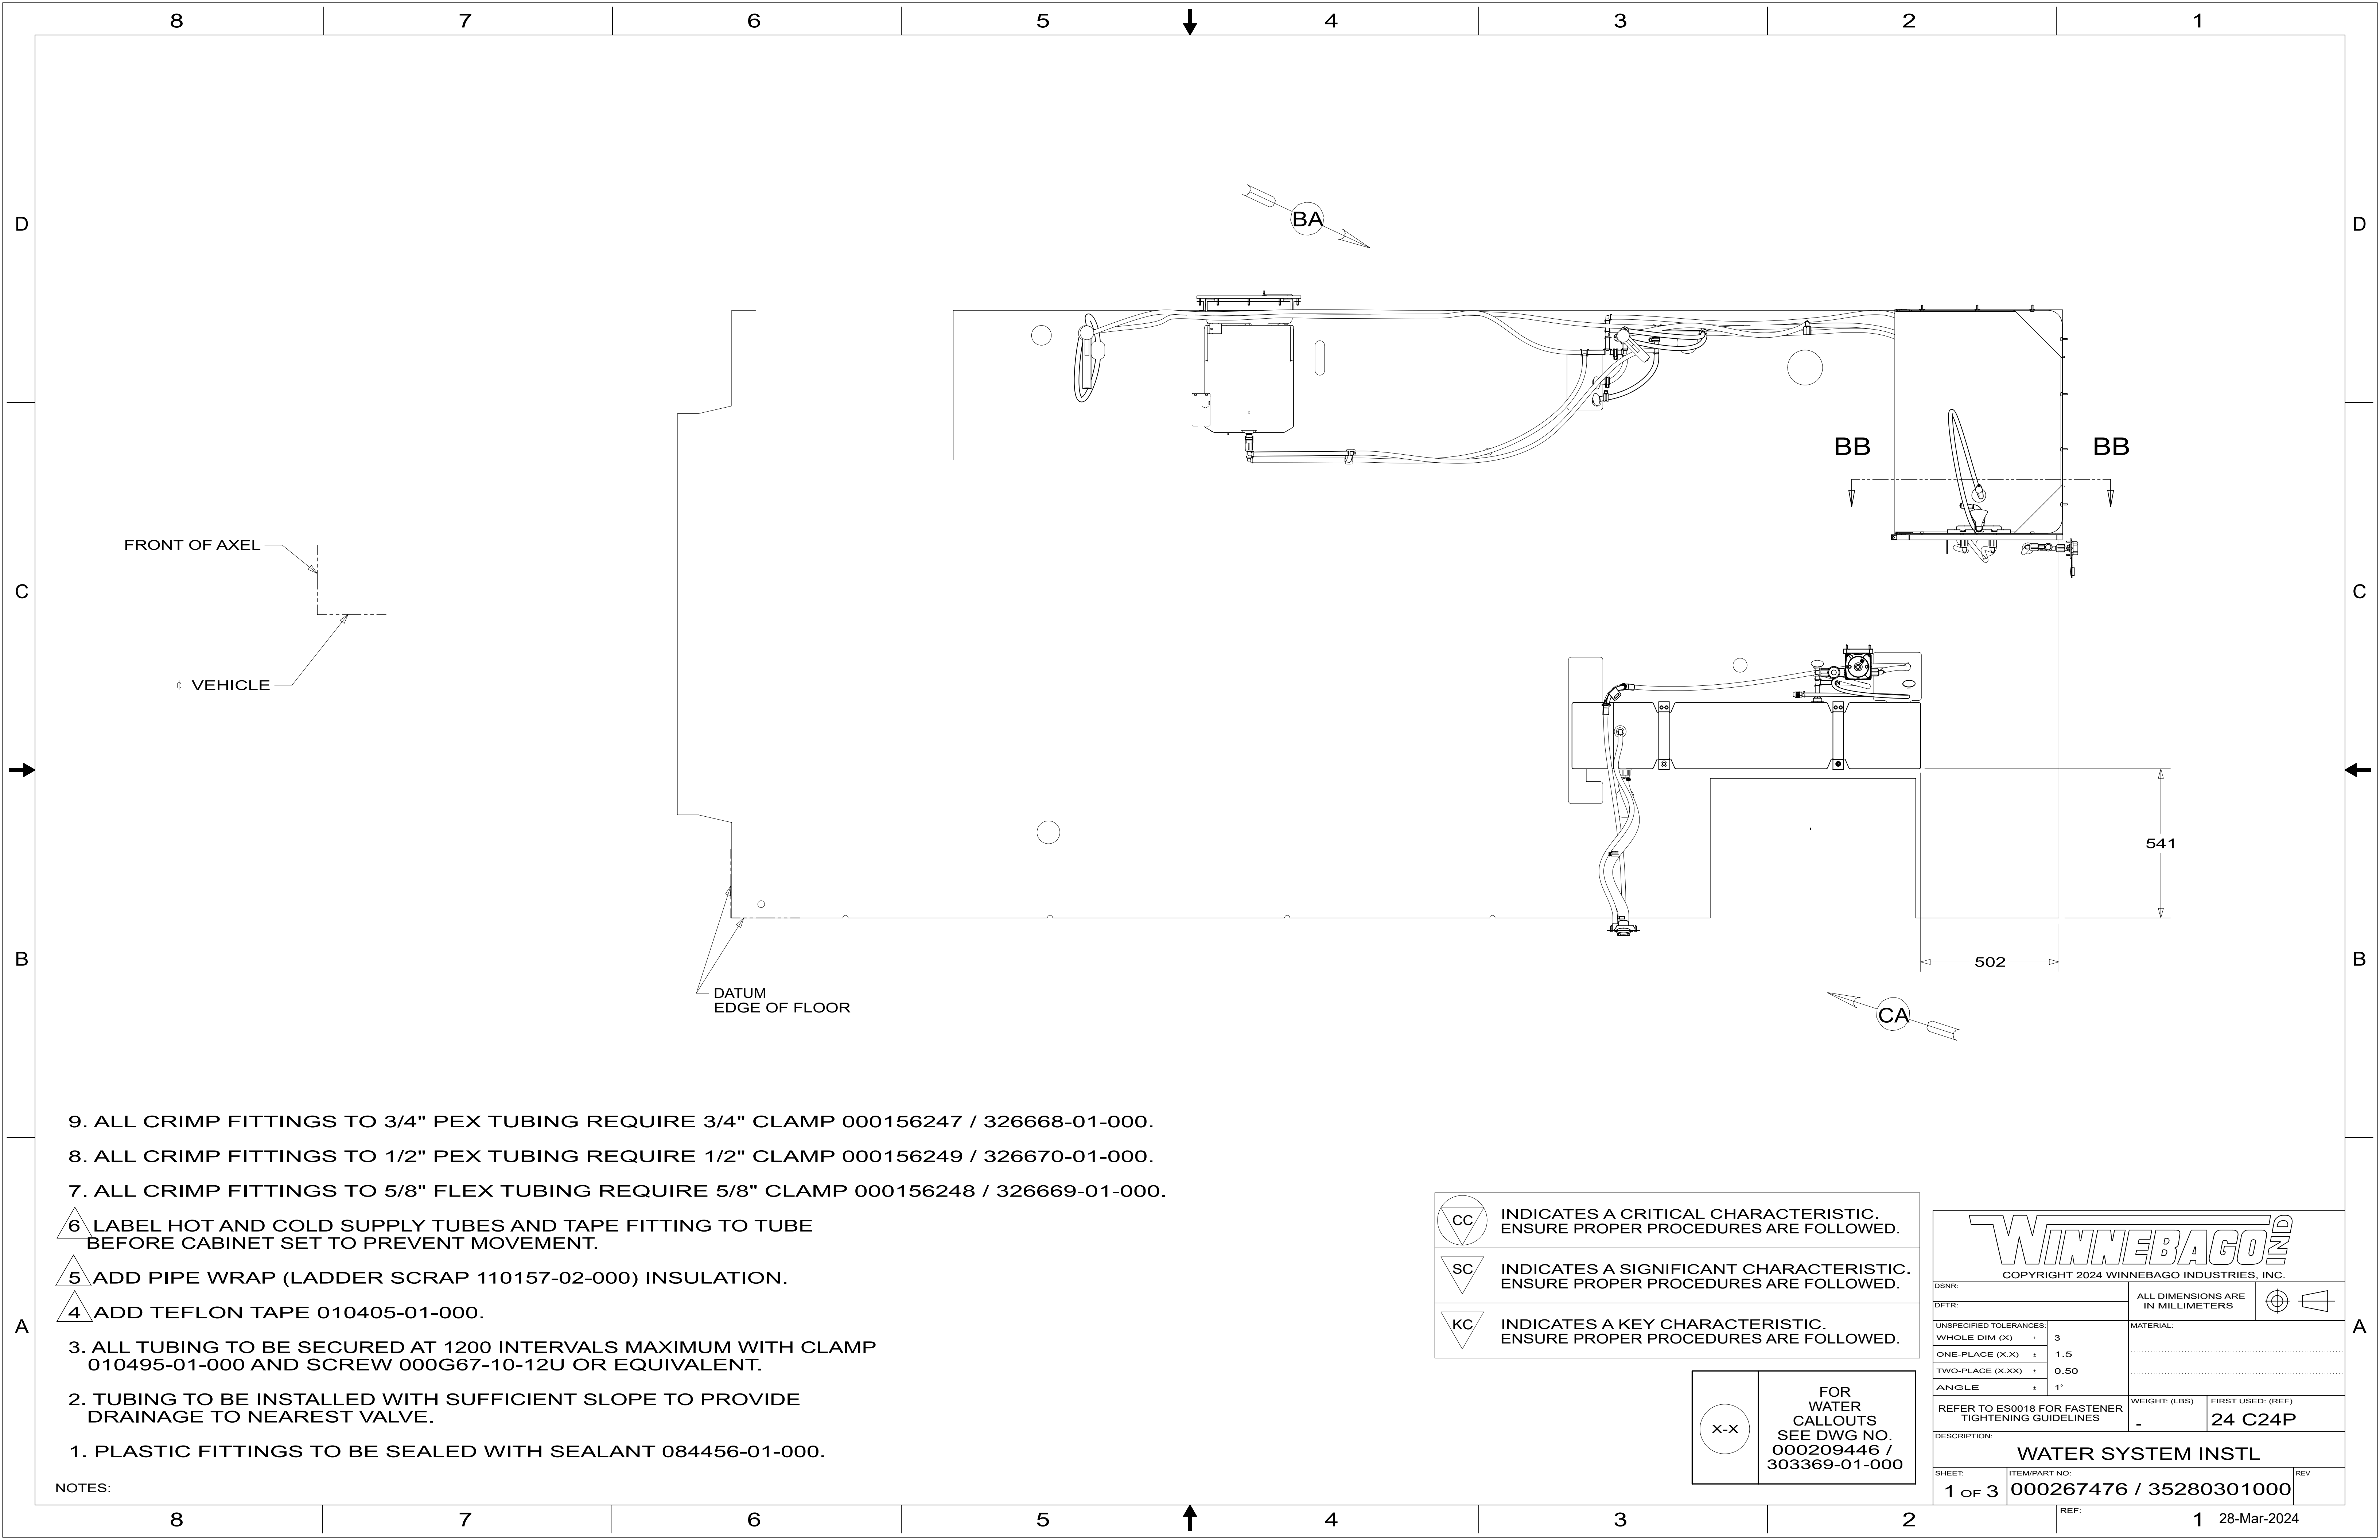 8 7 6 5 4 3 2 1
D
D
BA
BB
BB
FRONT OF AXEL
C
C
℄ VEHICLE
541
B
502
B
DATUM
EDGE OF FLOOR
CA
9. ALL CRIMP FITTINGS TO 3/4" PEX TUBING REQUIRE 3/4" CLAMP 000156247 / 326668-01-000.
8. ALL CRIMP FITTINGS TO 1/2" PEX TUBING REQUIRE 1/2" CLAMP 000156249 / 326670-01-000.
7. ALL CRIMP FITTINGS TO 5/8" FLEX TUBING REQUIRE 5/8" CLAMP 000156248 / 326669-01-000.
6 LABEL HOT AND COLD SUPPLY TUBES AND TAPE FITTING TO TUBE
BEFORE CABINET SET TO PREVENT MOVEMENT.
5 ADD PIPE WRAP (LADDER SCRAP 110157-02-000) INSULATION.
4 ADD TEFLON TAPE 010405-01-000.
3. ALL TUBING TO BE SECURED AT 1200 INTERVALS MAXIMUM WITH CLAMP
010495-01-000 AND SCREW 000G67-10-12U OR EQUIVALENT.
2. TUBING TO BE INSTALLED WITH SUFFICIENT SLOPE TO PROVIDE
DRAINAGE TO NEAREST VALVE.
1. PLASTIC FITTINGS TO BE SEALED WITH SEALANT 084456-01-000.
NOTES:
A
CC INDICATES A CRITICAL CHARACTERISTIC.
ENSURE PROPER PROCEDURES ARE FOLLOWED.
SC INDICATES A SIGNIFICANT CHARACTERISTIC.
ENSURE PROPER PROCEDURES ARE FOLLOWED.
KC INDICATES A KEY CHARACTERISTIC.
ENSURE PROPER PROCEDURES ARE FOLLOWED.
X-X
FOR
WATER
CALLOUTS
SEE DWG NO.
000209446 /
303369-01-000
WINNEBAGO IND
COPYRIGHT 2024 WINNEBAGO INDUSTRIES, INC.
DSNR:
DFTR:
ALL DIMENSIONS ARE
IN MILLIMETERS
UNSPECIFIED TOLERANCES:
WHOLE DIM (X) ± 3
ONE-PLACE (X.X) ± 1.5
TWO-PLACE (X.XX) ± 0.50
ANGLE ± 1°
MATERIAL:
A
REFER TO ES0018 FOR FASTENER
TIGHTENING GUIDELINES
WEIGHT: (LBS)
-
FIRST USED: (REF)
24 C24P
DESCRIPTION:
WATER SYSTEM INSTL
SHEET:
1 OF 3
ITEM/PART NO:
000267476 / 35280301000
REV
REF:
28-Mar-2024
8 7 6 5 4 3 2 1